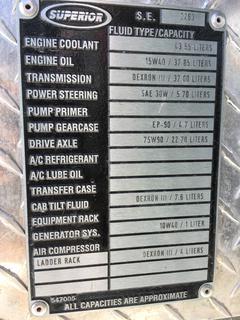 SUPERIOR S.E.
FLUID TYPE/CAPACITY
ENGINE COOLANT 43.55 LITERS
ENGINE OIL 15W40 / 37.85 LITERS
TRANSMISSION DEXRON III / 37.00 LITERS
POWER STEERING SAE 30W / 5.70 LITERS
PUMP PRIMER
PUMP GEARCASE EP-90 / 4.7 LITERS
DRIVE AXLE 75W90 / 22.70 LITERS
A/C REFRIGERANT
A/C LUBE OIL
TRANSFER CASE
CAB TILT FLUID DEXRON III / 7.6 LITERS
EQUIPMENT RACK
GENERATOR SYS. 10W40 / 1 LITER
AIR COMPRESSOR
LADDER RACK DEXRON III / 4 LITERS
547005
ALL CAPACITIES ARE APPROXIMATE